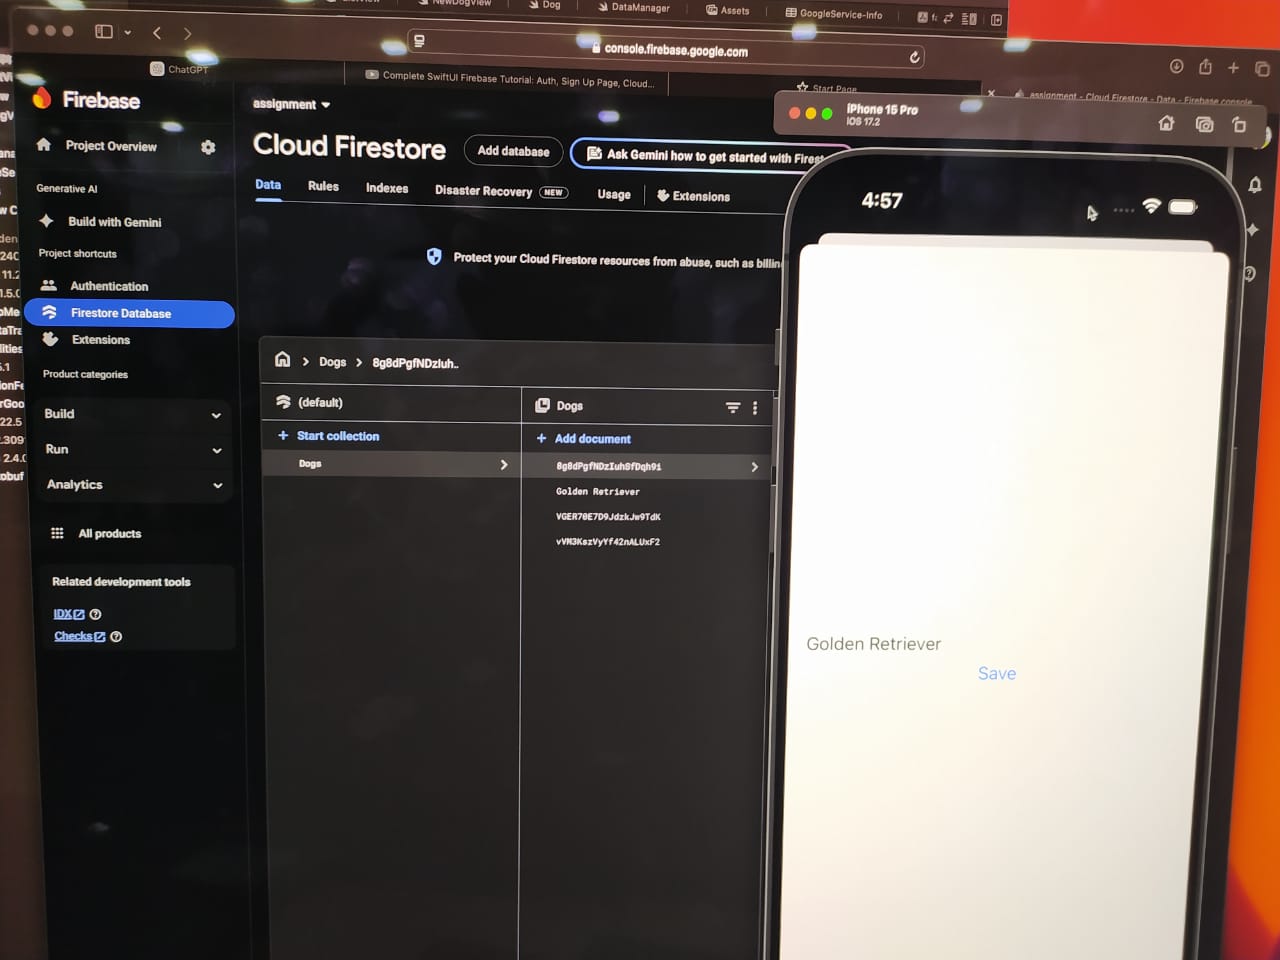 NewDogView
Dog
DataManager
Assets
GoogleService-Info
console.firebase.google.com
ChatGPT
Complete SwiftUI Firebase Tutorial: Auth, Sign Up Page, Cloud...
Start Page
assignment - Cloud Firestore - Data - Firebase console
Firebase
assignment
iPhone 15 Pro
iOS 17.2
Project Overview
Cloud Firestore
Add database
Ask Gemini how to get started with Firest
Generative AI
Data
Rules
Indexes
Disaster Recovery
NEW
Usage
Extensions
4:57
Build with Gemini
Project shortcuts
Protect your Cloud Firestore resources from abuse, such as billin
Authentication
Firestore Database
Extensions
Product categories
Dogs
8g8dPgfNDzIuh..
Build
(default)
Dogs
Start collection
Add document
Run
Dogs
8g8dPgfNDzIuhSfDqh9i
Analytics
Golden Retriever
VGER70E7D9JdzkJw9TdK
All products
vVM3KszVyYf42nALUxF2
Related development tools
IDX
Checks
Golden Retriever
Save